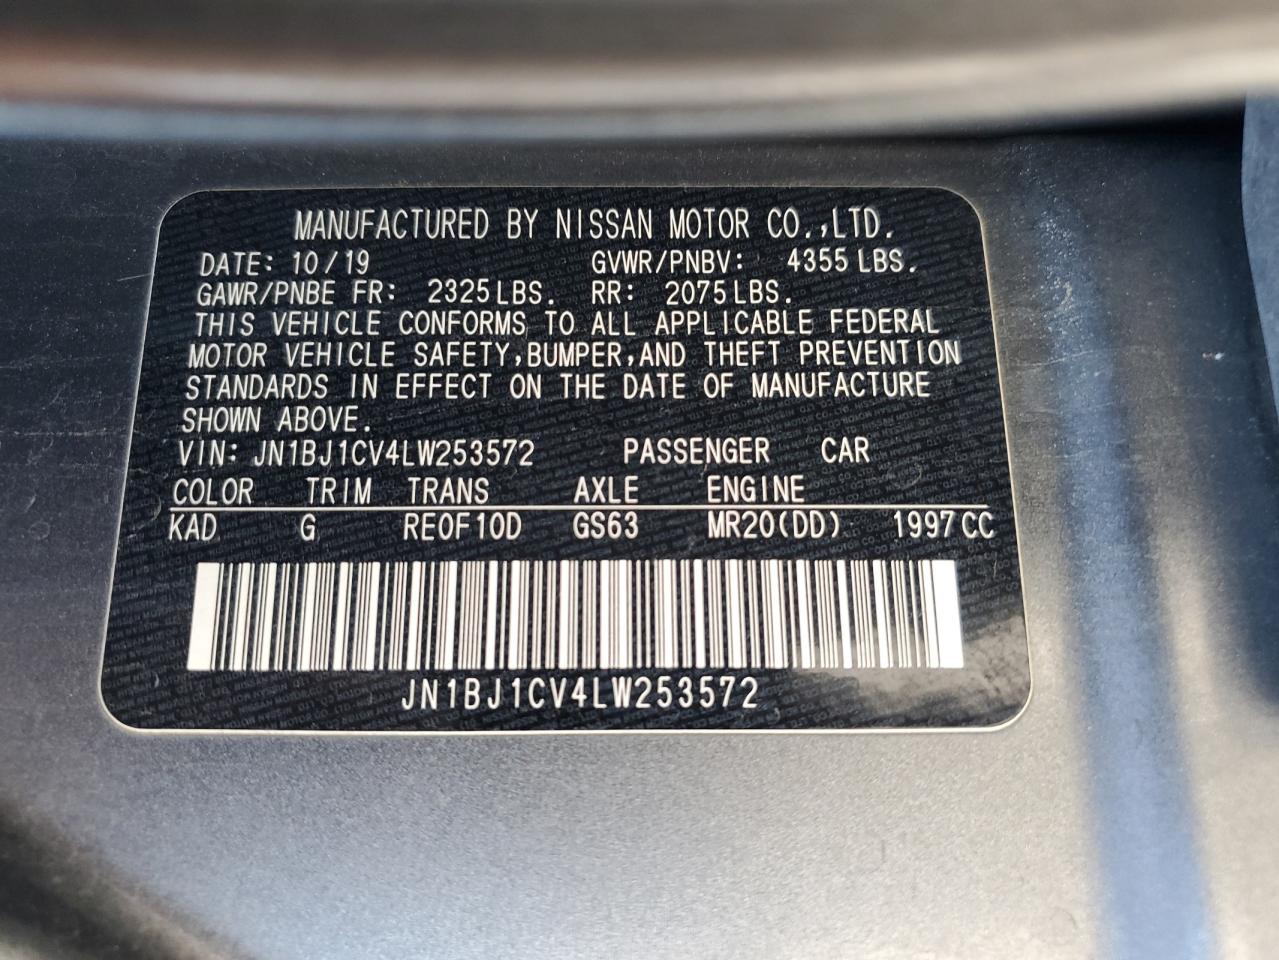 MANUFACTURED BY NISSAN MOTOR CO.,LTD.
DATE: 10/19 GVWR/PNBV: 4355 LBS.
GAWR/PNBE FR: 2325 LBS. RR: 2075 LBS.
THIS VEHICLE CONFORMS TO ALL APPLICABLE FEDERAL
MOTOR VEHICLE SAFETY,BUMPER,AND THEFT PREVENTION
STANDARDS IN EFFECT ON THE DATE OF MANUFACTURE
SHOWN ABOVE.
VIN: JN1BJ1CV4LW253572 PASSENGER CAR
COLOR TRIM TRANS AXLE ENGINE
KAD G RE0F10D GS63 MR20(DD) 1997 CC
JN1BJ1CV4LW253572